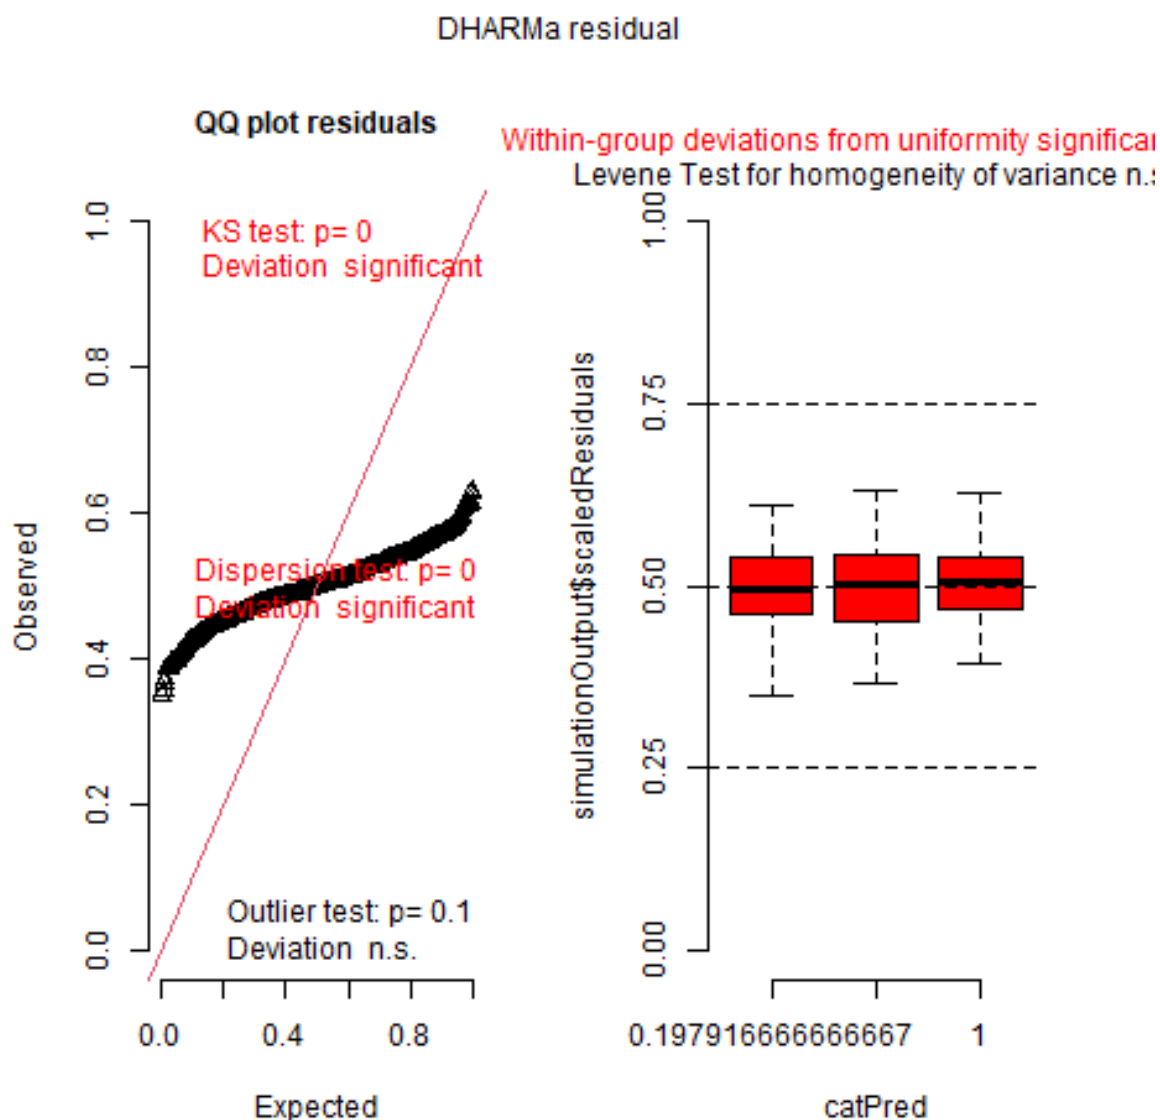 DHARMa residual
QQ plot residuals
KS test: p= 0
Deviation significant
Dispersion test: p= 0
Deviation significant
Outlier test: p= 0.1
Deviation n.s.
Observed
0.0 0.2 0.4 0.6 0.8 1.0
0.0 0.4 0.8
Expected
Within-group deviations from uniformity significan
Levene Test for homogeneity of variance n.s
simulationOutput$scaledResiduals
0.00 0.25 0.50 0.75 1.00
0.197916666666667 1
catPred